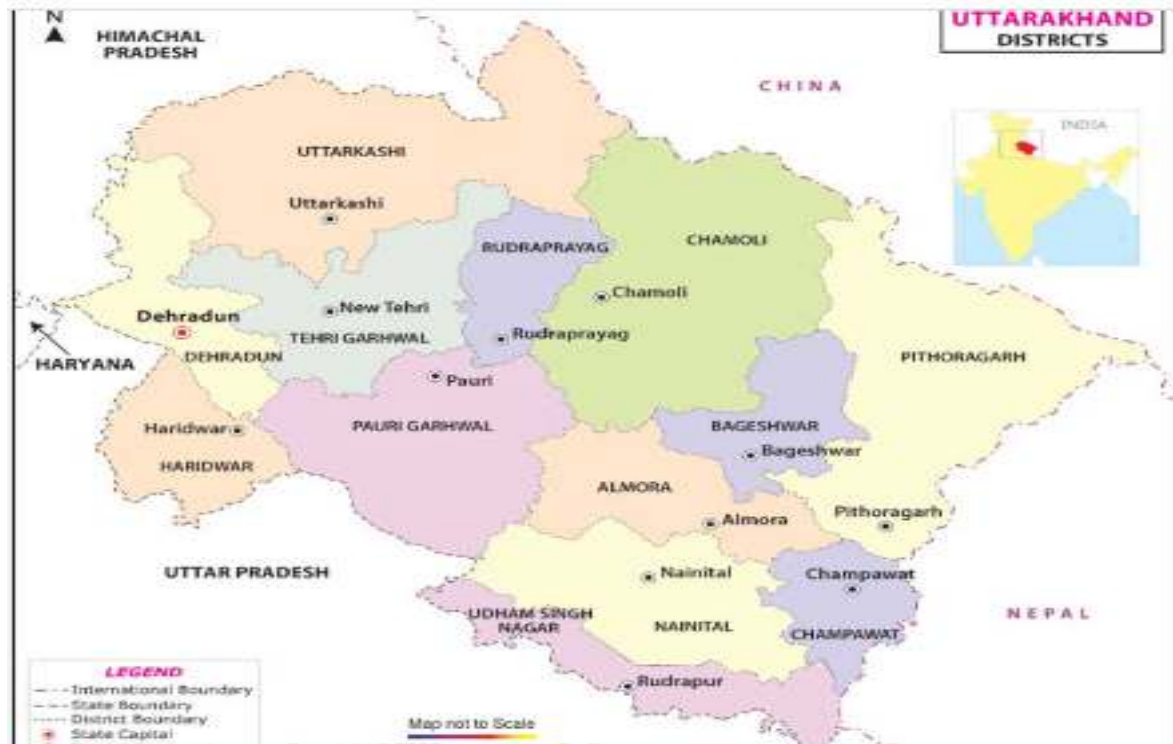 N
HIMACHAL
PRADESH
UTTARAKHAND
DISTRICTS
CHINA
INDIA
UTTARKASHI
Uttarkashi
RUDRAPRAYAG
CHAMOLI
Chamoli
New Tehri
Dehradun
TEHRI GARHWAL
Rudraprayag
DEHRADUN
HARYANA
PITHORAGARH
Pauri
Haridwar
PAURI GARHWAL
BAGESHWAR
Bageshwar
HARIDWAR
ALMORA
Almora
Pithoragarh
UTTAR PRADESH
Nainital
Champawat
UDHAM SINGH
NAGAR
NAINITAL
CHAMPAWAT
NEPAL
Rudrapur
LEGEND
International Boundary
State Boundary
District Boundary
State Capital
Map not to Scale